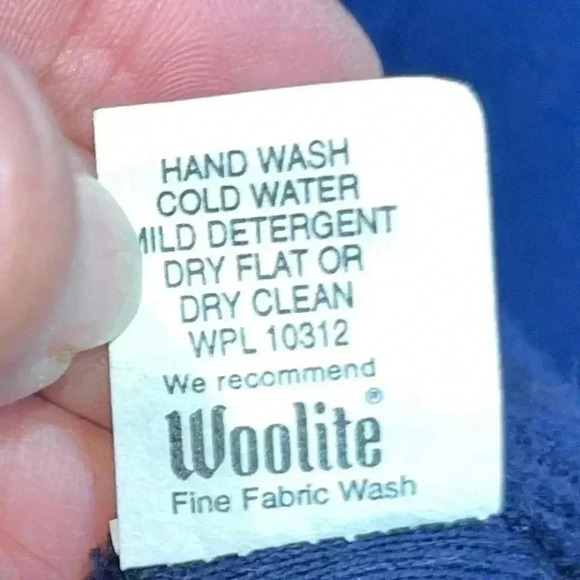 HAND WASH
COLD WATER
MILD DETERGENT
DRY FLAT OR
DRY CLEAN
WPL 10312
We recommend
Woolite®
Fine Fabric Wash